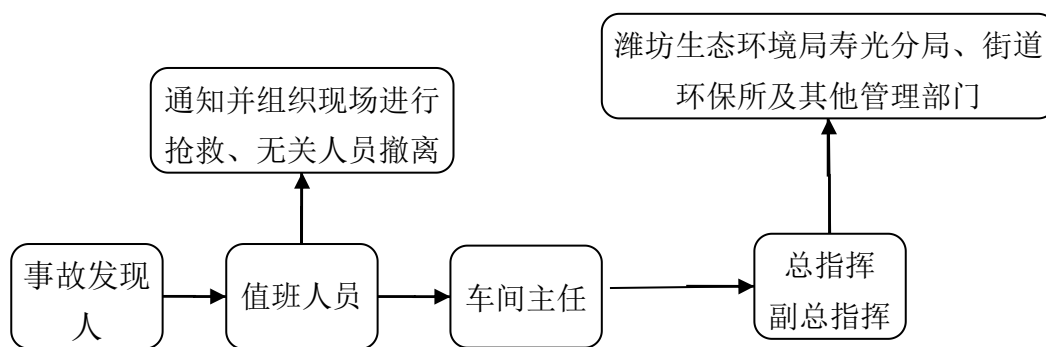 潍坊生态环境局寿光分局、街道
环保所及其他管理部门
通知并组织现场进行
抢救、无关人员撤离
事故发现
人
值班人员
车间主任
总指挥
副总指挥